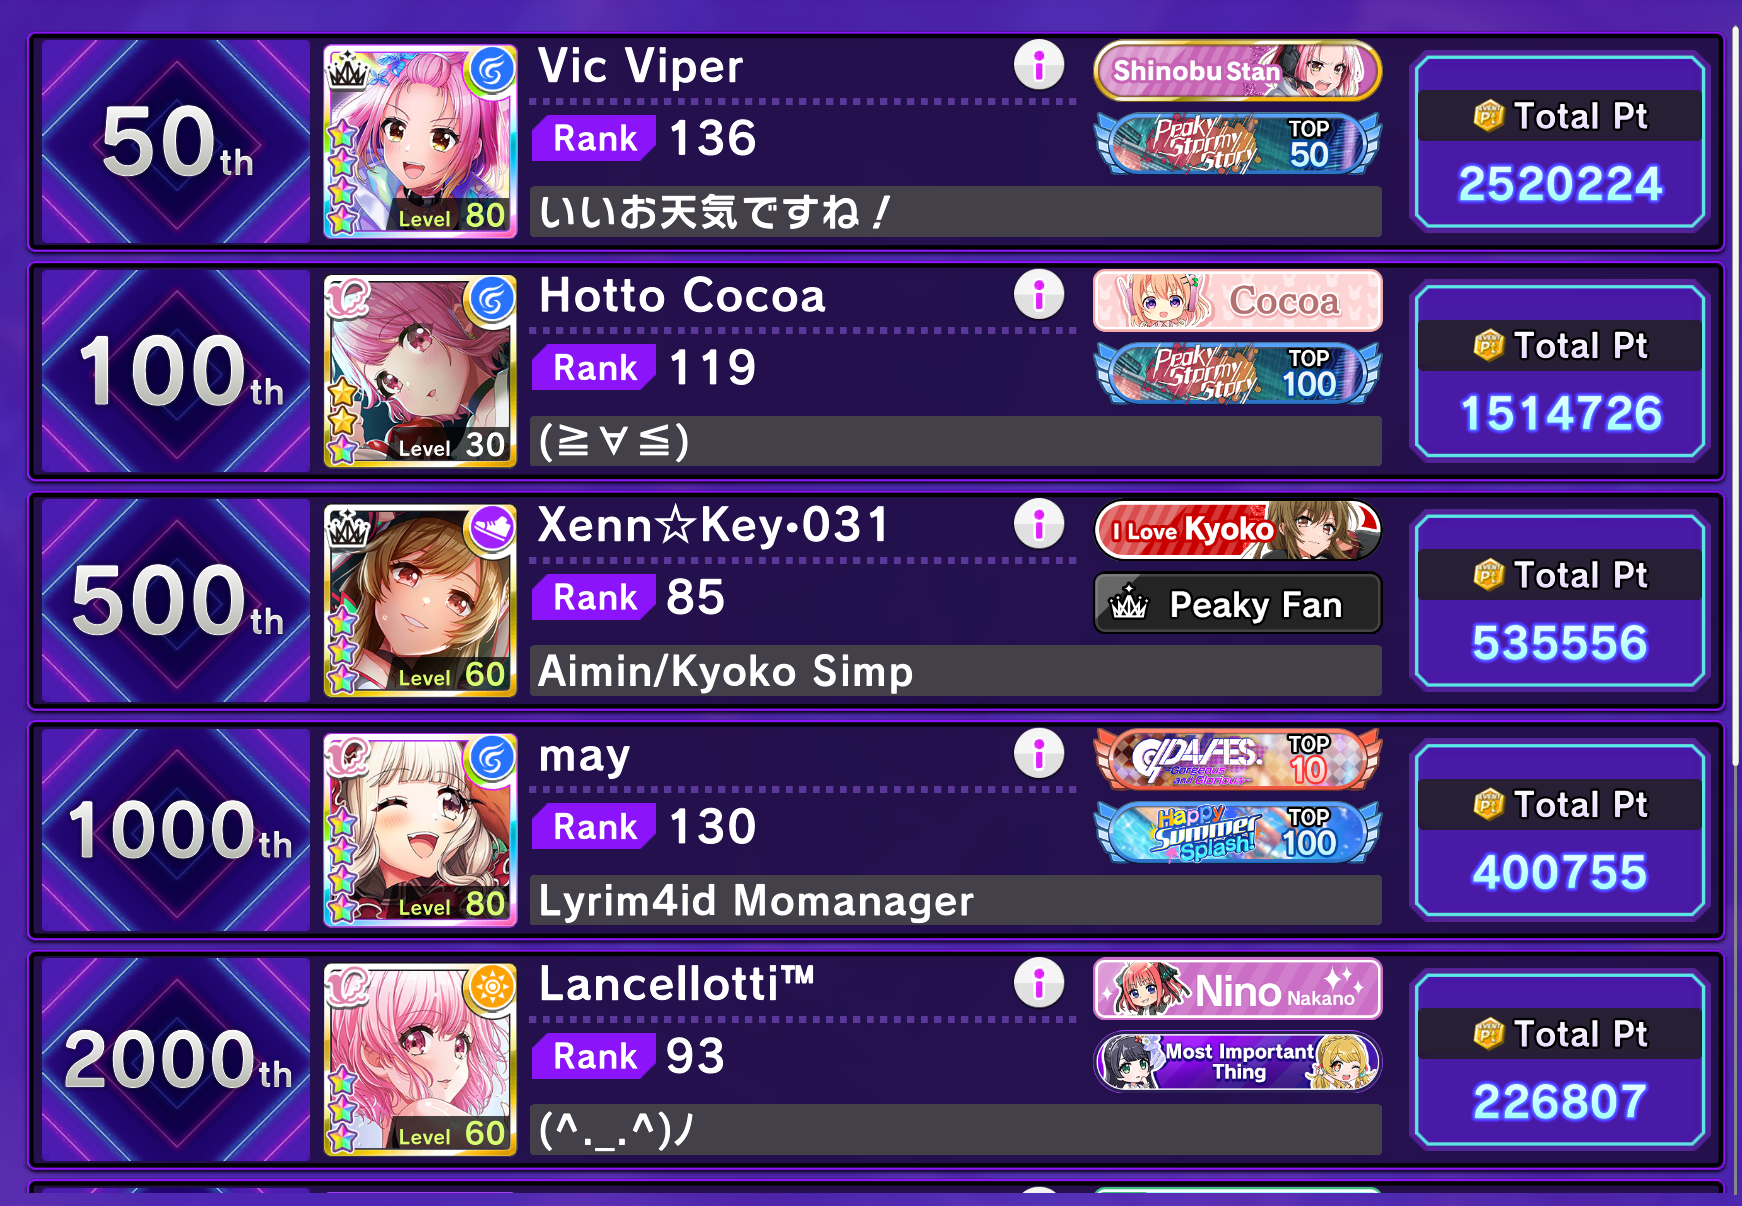 50th
Level 80
Vic Viper
Rank 136
いいお天気ですね！
Shinobu Stan
Peaky Stormy Story TOP 50
Total Pt
2520224
100th
Level 30
Hotto Cocoa
Rank 119
(≧∀≦)
Cocoa
Peaky Stormy Story TOP 100
Total Pt
1514726
500th
Level 60
Xenn☆Key•031
Rank 85
Aimin/Kyoko Simp
I Love Kyoko
Peaky Fan
Total Pt
535556
1000th
Level 80
may
Rank 130
Lyrim4id Momanager
D4FES. -Gorgeous and Glorious- TOP 10
Happy Summer Splash! TOP 100
Total Pt
400755
2000th
Level 60
Lancellotti™
Rank 93
(^._.^)ﾉ
Nino Nakano
Most Important
Thing
Total Pt
226807